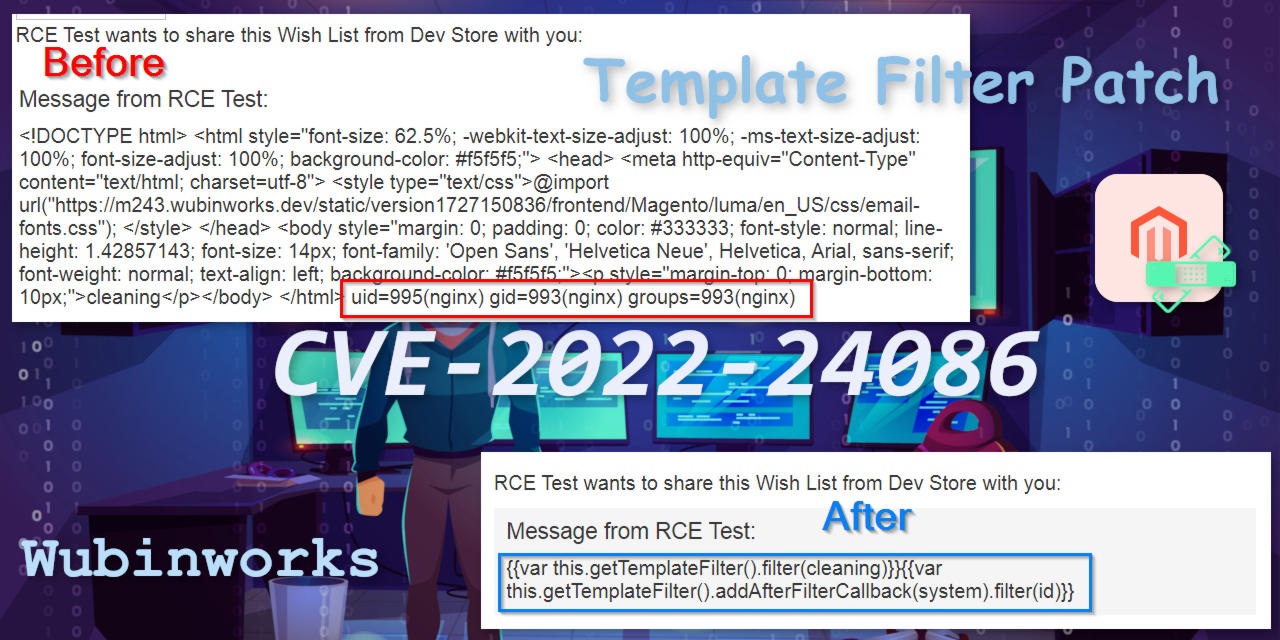 RCE Test wants to share this Wish List from Dev Store with you:
Before
Template Filter Patch
Message from RCE Test:
<!DOCTYPE html> <html style="font-size: 62.5%; -webkit-text-size-adjust: 100%; -ms-text-size-adjust:
100%; font-size-adjust: 100%; background-color: #f5f5f5;"> <head> <meta http-equiv="Content-Type"
content="text/html; charset=utf-8"> <style type="text/css">@import
url("https://m243.wubinworks.dev/static/version1727150836/frontend/Magento/luma/en_US/css/email-
fonts.css"); </style> </head> <body style="margin: 0; padding: 0; color: #333333; font-style: normal; line-
height: 1.42857143; font-size: 14px; font-family: 'Open Sans', 'Helvetica Neue', Helvetica, Arial, sans-serif;
font-weight: normal; text-align: left; background-color: #f5f5f5;"><p style="margin-top: 0; margin-bottom:
10px;">cleaning</p></body> </html> uid=995(nginx) gid=993(nginx) groups=993(nginx)
CVE-2022-24086
RCE Test wants to share this Wish List from Dev Store with you:
After
Message from RCE Test:
{{var this.getTemplateFilter().filter(cleaning)}}{{var
this.getTemplateFilter().addAfterFilterCallback(system).filter(id)}}
Wubinworks